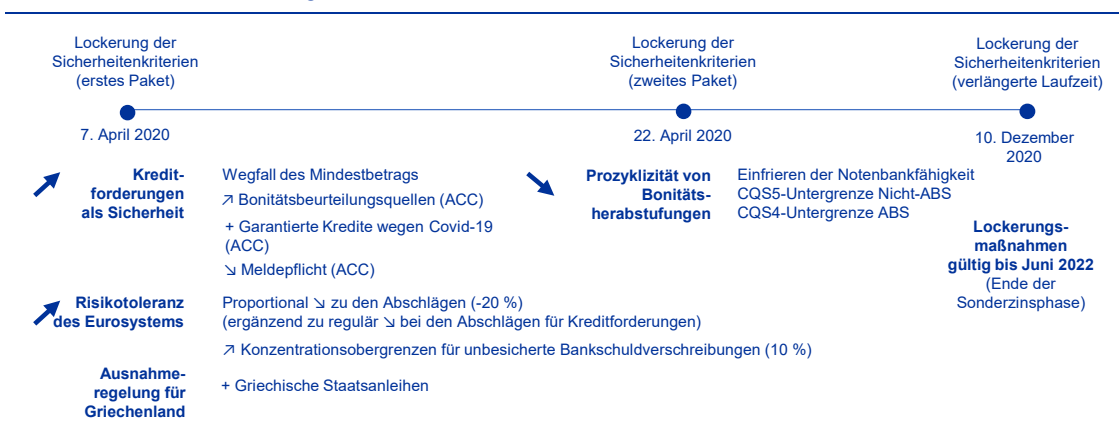 Lockerung der
Sicherheitenkriterien
(erstes Paket)
7. April 2020
Lockerung der
Sicherheitenkriterien
(zweites Paket)
22. April 2020
Lockerung der
Sicherheitenkriterien
(verlängerte Laufzeit)
10. Dezember
2020
Kredit-
forderungen
als Sicherheit
Wegfall des Mindestbetrags
↗ Bonitätsbeurteilungsquellen (ACC)
+ Garantierte Kredite wegen Covid-19
(ACC)
↘ Meldepflicht (ACC)
Prozyklizität von
Bonitäts-
herabstufungen
Einfrieren der Notenbankfähigkeit
CQS5-Untergrenze Nicht-ABS
CQS4-Untergrenze ABS
Lockerungs-
maßnahmen
gültig bis Juni 2022
(Ende der
Sonderzinsphase)
Risikotoleranz
des Eurosystems
Proportional ↘ zu den Abschlägen (-20 %)
(ergänzend zu regulär ↘ bei den Abschlägen für Kreditforderungen)
↗ Konzentrationsobergrenzen für unbesicherte Bankschuldverschreibungen (10 %)
Ausnahme-
regelung für
Griechenland
+ Griechische Staatsanleihen